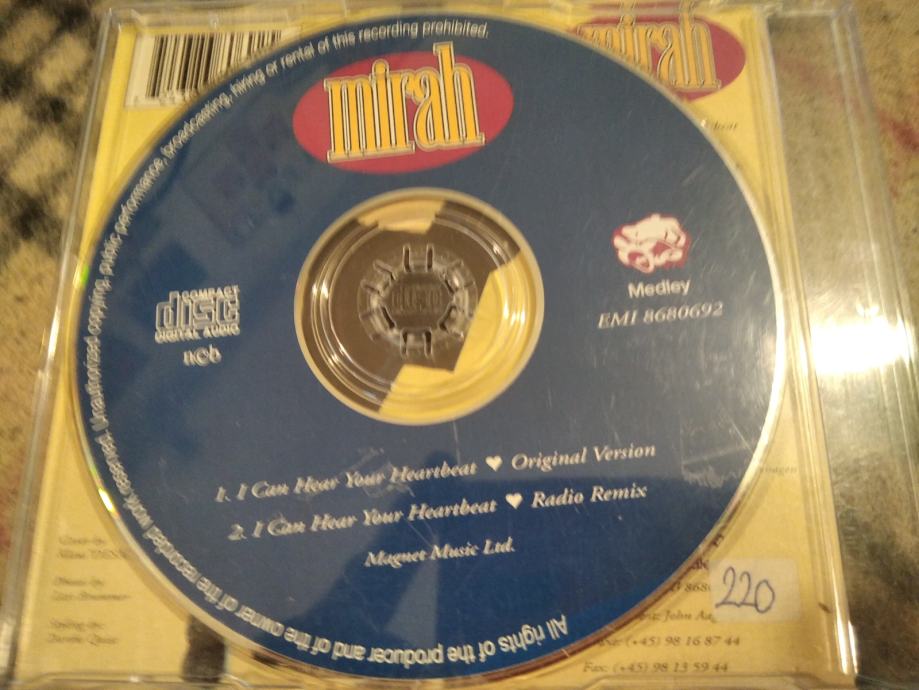 mirah
mirah
All rights of the producer and of the owner of the recorded work reserved. Unauthorized copying, public performance, broadcasting, hiring or rental of this recording prohibited.
COMPACT
disc
DIGITAL AUDIO
ncb
Medley
EMI 8680692
1. I Can Hear Your Heartbeat ♥ Original Version
2. I Can Hear Your Heartbeat ♥ Radio Remix
Magnet Music Ltd.
220
John
(+45) 98 16 87 44
Fax: (+45) 98 13 59 44